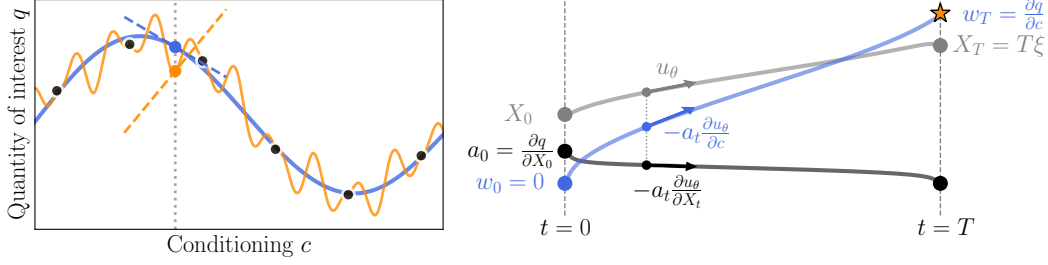 Quantity of interest q
Conditioning c
w_T = ∂q/∂c
X_T = Tξ
u_θ
X_0
−a_t ∂u_θ/∂c
a_0 = ∂q/∂X_0
w_0 = 0
−a_t ∂u_θ/∂X_t
t = 0
t = T